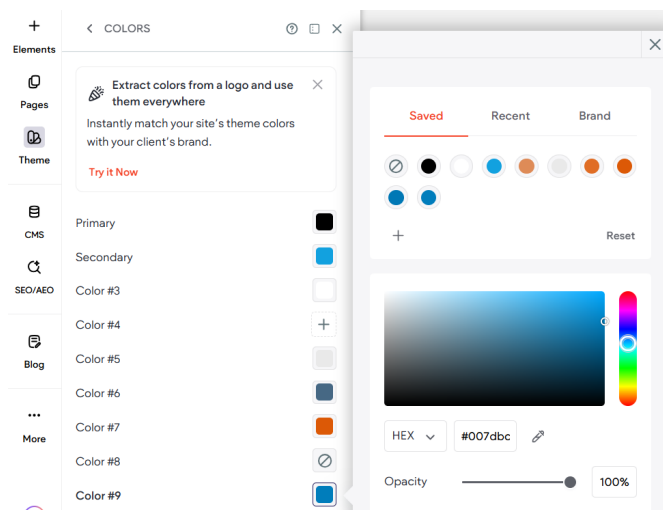 Elements
Pages
Theme
CMS
SEO/AEO
Blog
More
COLORS
Extract colors from a logo and use
them everywhere
Instantly match your site's theme colors
with your client's brand.
Try it Now
Primary
Secondary
Color #3
Color #4
Color #5
Color #6
Color #7
Color #8
Color #9
Saved
Recent
Brand
Reset
HEX
#007dbc
Opacity
100%